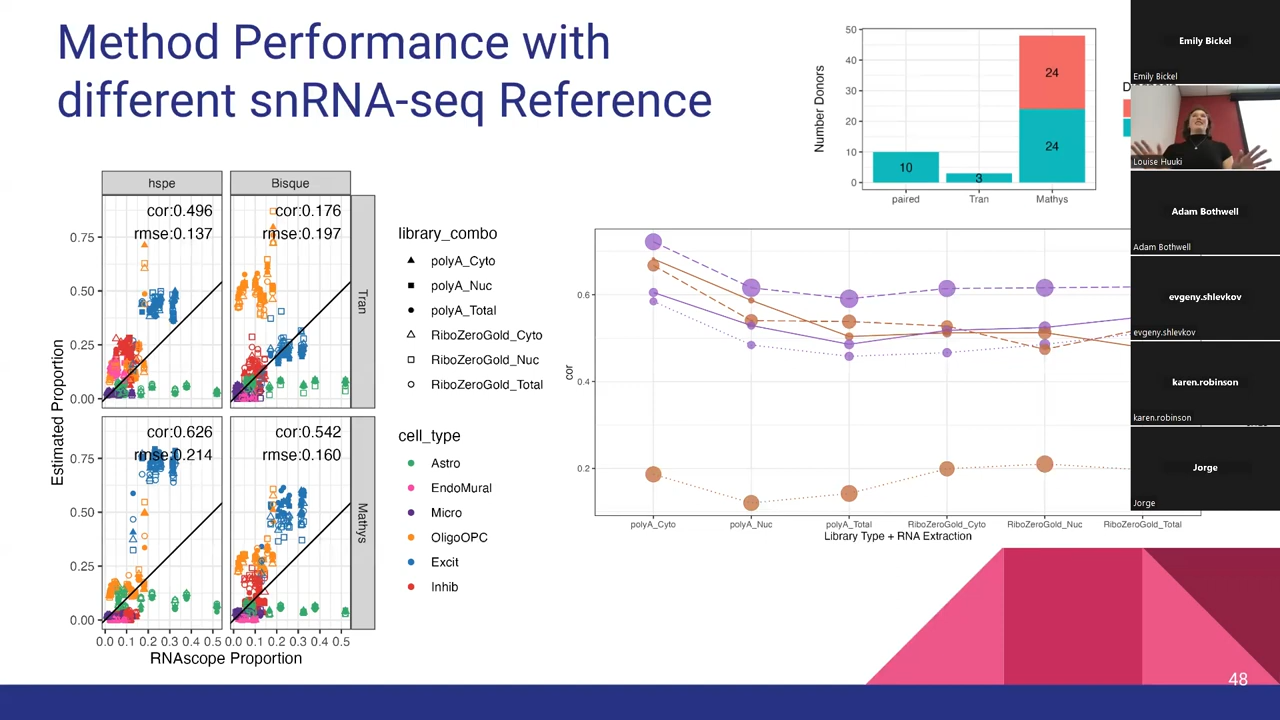 Method Performance with
different snRNA-seq Reference
hspe
Bisque
cor:0.496
rmse:0.137
cor:0.176
rmse:0.197
Tran
cor:0.626
rmse:0.214
cor:0.542
rmse:0.160
Mathys
0.75
0.50
0.25
0.00
0.75
0.50
0.25
0.00
Estimated Proportion
0.0 0.1 0.2 0.3 0.4 0.5 0.0 0.1 0.2 0.3 0.4 0.5
RNAscope Proportion
library_combo
polyA_Cyto
polyA_Nuc
polyA_Total
RiboZeroGold_Cyto
RiboZeroGold_Nuc
RiboZeroGold_Total
cell_type
Astro
EndoMural
Micro
OligoOPC
Excit
Inhib
Number Donors
50
40
30
20
10
0
10
3
24
24
paired
Tran
Mathys
D
cor
0.6
0.4
0.2
polyA_Cyto
polyA_Nuc
polyA_Total
RiboZeroGold_Cyto
RiboZeroGold_Nuc
RiboZeroGold_Total
Library Type + RNA Extraction
Emily Bickel
Emily Bickel
Louise Huuki
Adam Bothwell
Adam Bothwell
evgeny.shlevkov
evgeny.shlevkov
karen.robinson
karen.robinson
Jorge
Jorge
48